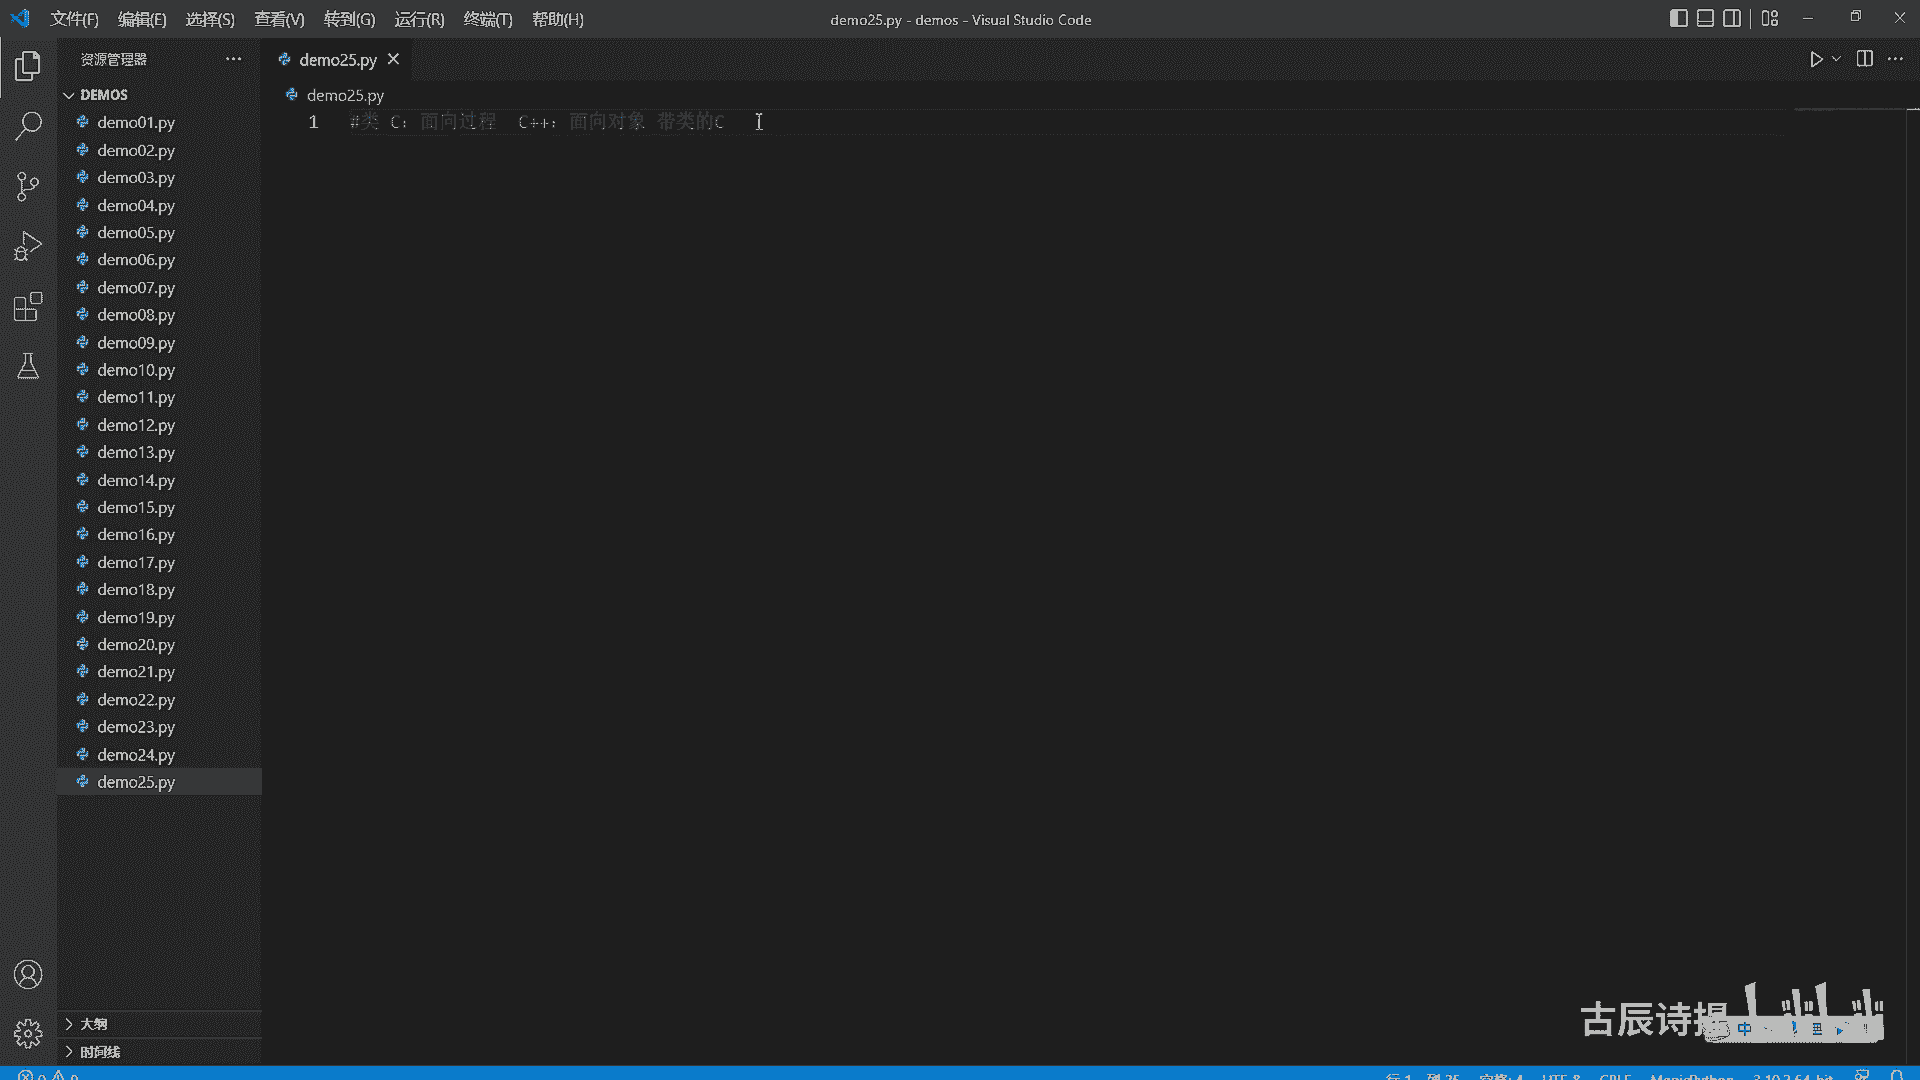 文件(F) 编辑(E) 选择(S) 查看(V) 转到(G) 运行(R) 终端(T) 帮助(H)
demo25.py - demos - Visual Studio Code
资源管理器
DEMOS
demo01.py
demo02.py
demo03.py
demo04.py
demo05.py
demo06.py
demo07.py
demo08.py
demo09.py
demo10.py
demo11.py
demo12.py
demo13.py
demo14.py
demo15.py
demo16.py
demo17.py
demo18.py
demo19.py
demo20.py
demo21.py
demo22.py
demo23.py
demo24.py
demo25.py
大纲
时间线
demo25.py
demo25.py
1 #类 C: 面向过程 C++: 面向对象 带类的C
古辰诗提
中